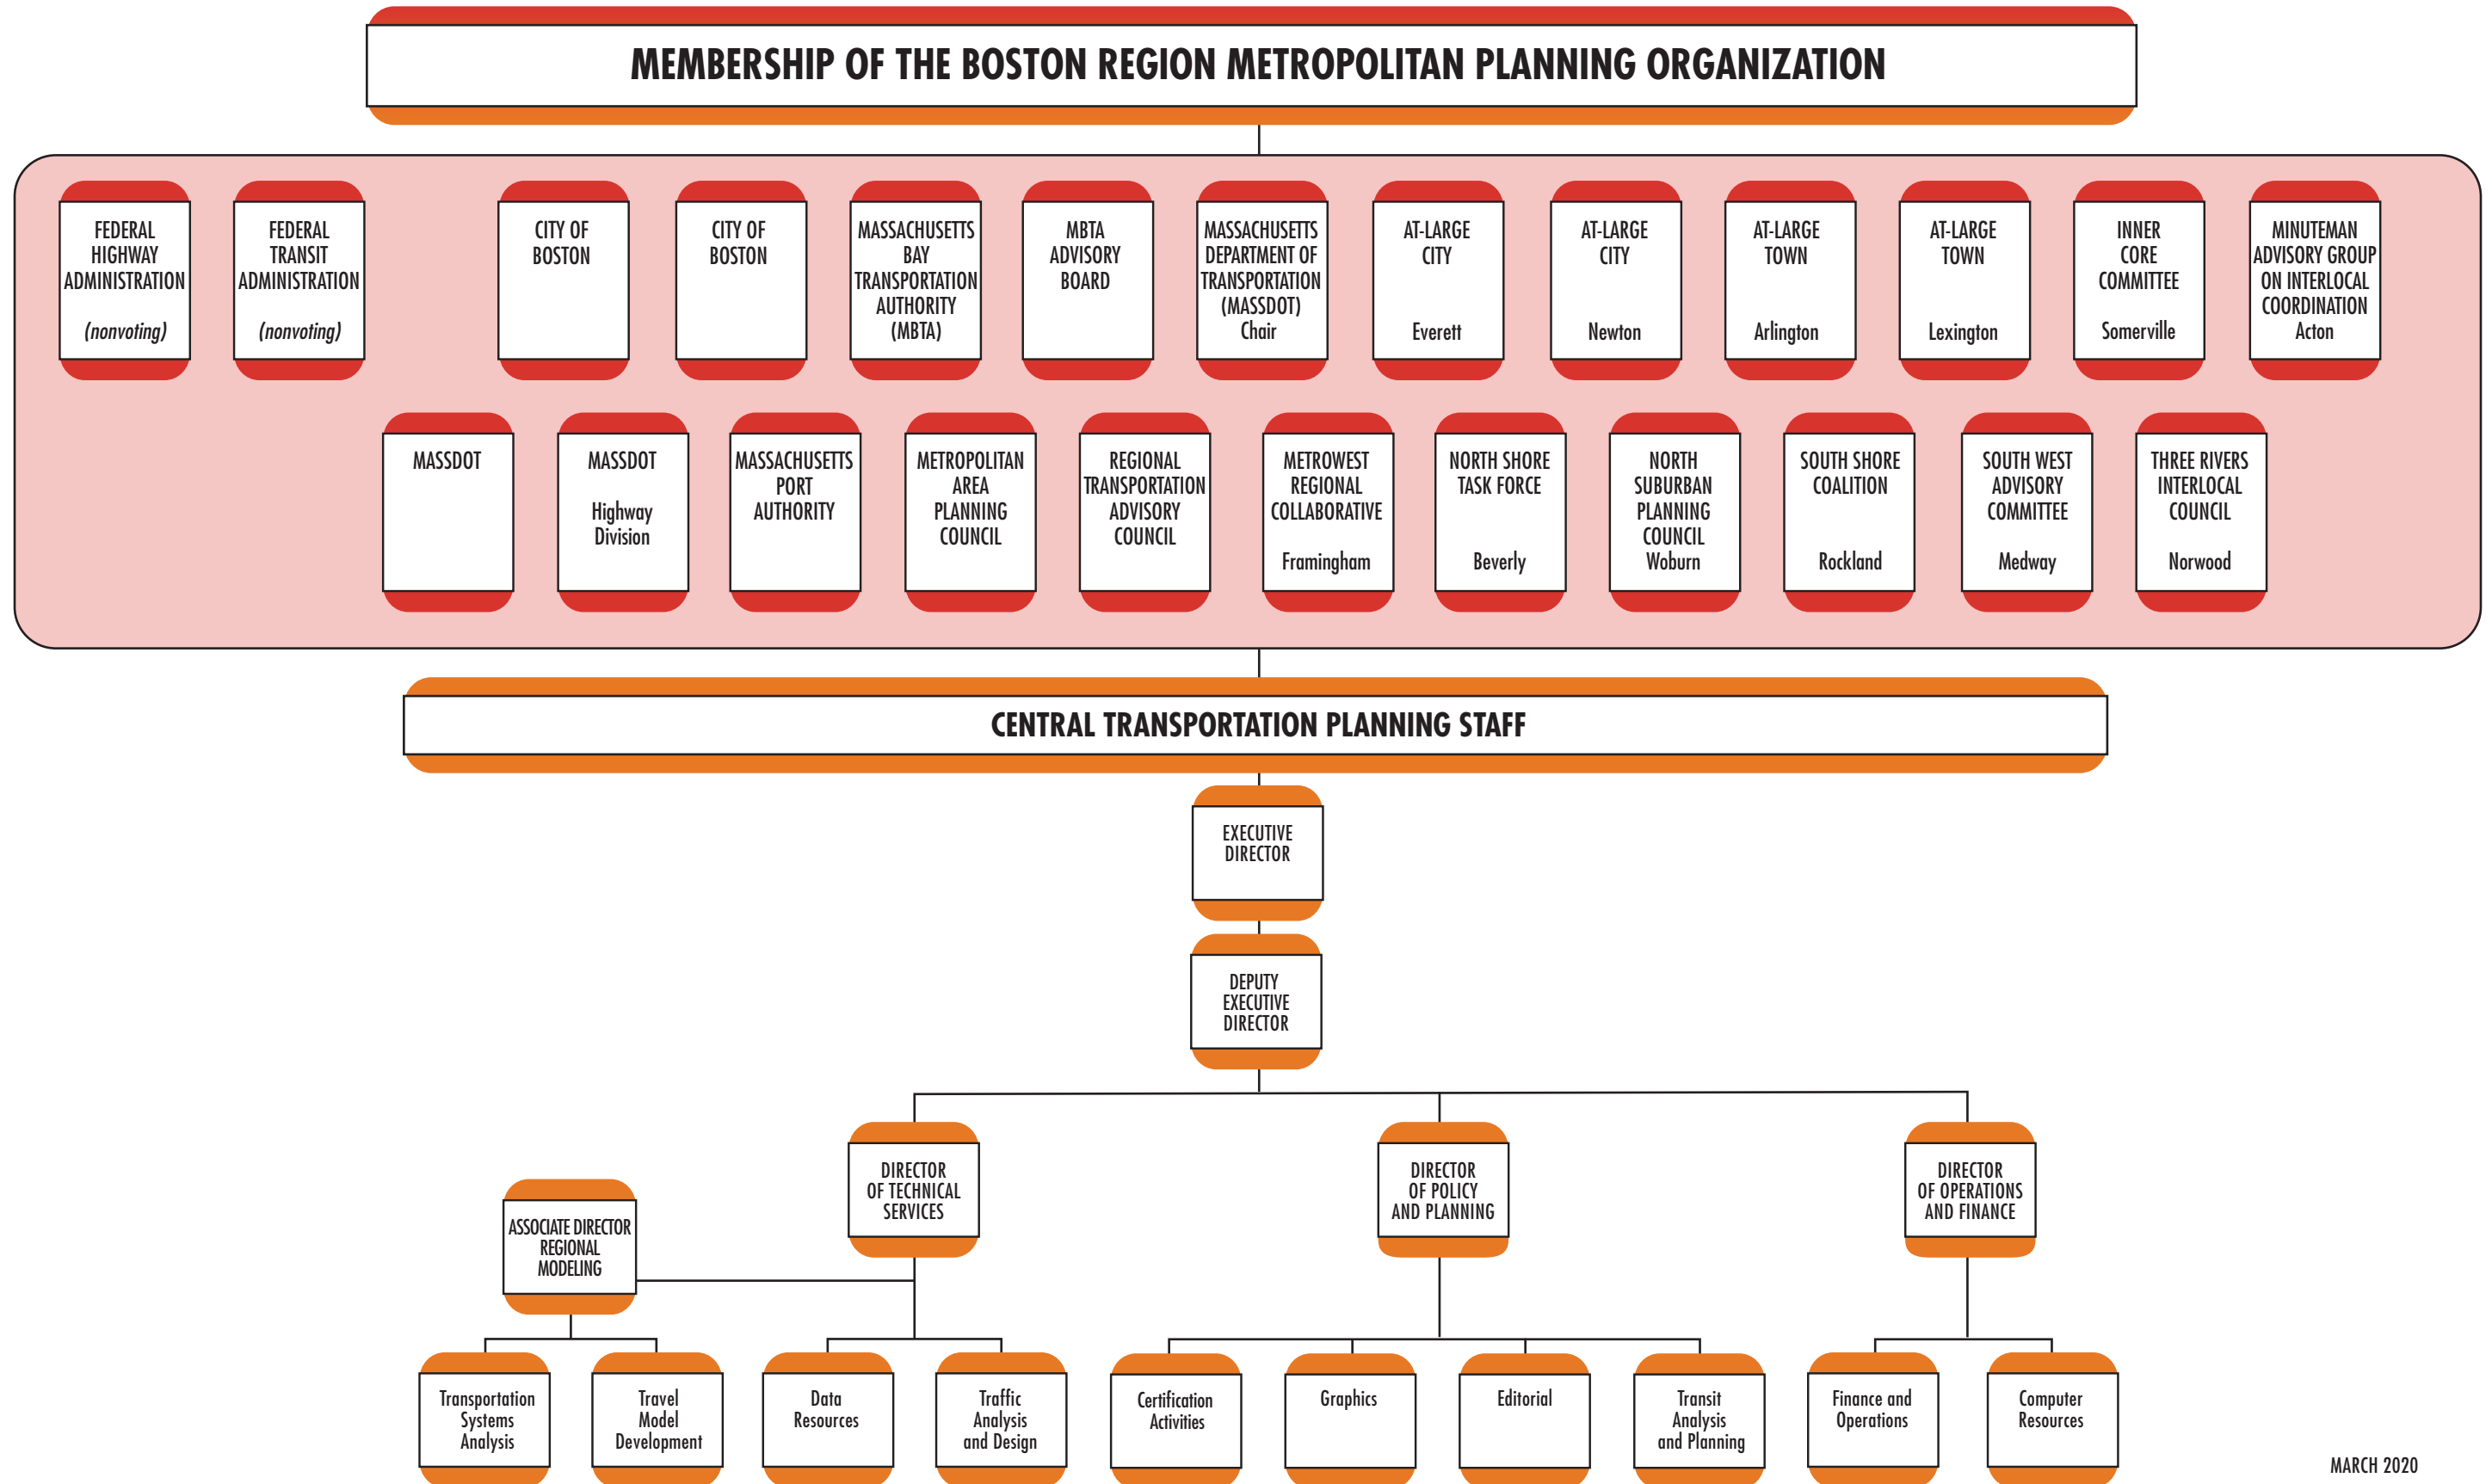 MEMBERSHIP OF THE BOSTON REGION METROPOLITAN PLANNING ORGANIZATION
FEDERAL
HIGHWAY
ADMINISTRATION
(nonvoting)
FEDERAL
TRANSIT
ADMINISTRATION
(nonvoting)
CITY OF
BOSTON
CITY OF
BOSTON
MASSACHUSETTS
BAY
TRANSPORTATION
AUTHORITY
(MBTA)
MBTA
ADVISORY
BOARD
MASSACHUSETTS
DEPARTMENT OF
TRANSPORTATION
(MASSDOT)
Chair
AT-LARGE
CITY
Everett
AT-LARGE
CITY
Newton
AT-LARGE
TOWN
Arlington
AT-LARGE
TOWN
Lexington
INNER
CORE
COMMITTEE
Somerville
MINUTEMAN
ADVISORY GROUP
ON INTERLOCAL
COORDINATION
Acton
MASSDOT
MASSDOT
Highway
Division
MASSACHUSETTS
PORT
AUTHORITY
METROPOLITAN
AREA
PLANNING
COUNCIL
REGIONAL
TRANSPORTATION
ADVISORY
COUNCIL
METROWEST
REGIONAL
COLLABORATIVE
Framingham
NORTH SHORE
TASK FORCE
Beverly
NORTH
SUBURBAN
PLANNING
COUNCIL
Woburn
SOUTH SHORE
COALITION
Rockland
SOUTH WEST
ADVISORY
COMMITTEE
Medway
THREE RIVERS
INTERLOCAL
COUNCIL
Norwood
CENTRAL TRANSPORTATION PLANNING STAFF
EXECUTIVE
DIRECTOR
DEPUTY
EXECUTIVE
DIRECTOR
DIRECTOR
OF TECHNICAL
SERVICES
DIRECTOR
OF POLICY
AND PLANNING
DIRECTOR
OF OPERATIONS
AND FINANCE
ASSOCIATE DIRECTOR
REGIONAL
MODELING
Transportation
Systems
Analysis
Travel
Model
Development
Data
Resources
Traffic
Analysis
and Design
Certification
Activities
Graphics
Editorial
Transit
Analysis
and Planning
Finance and
Operations
Computer
Resources
MARCH 2020